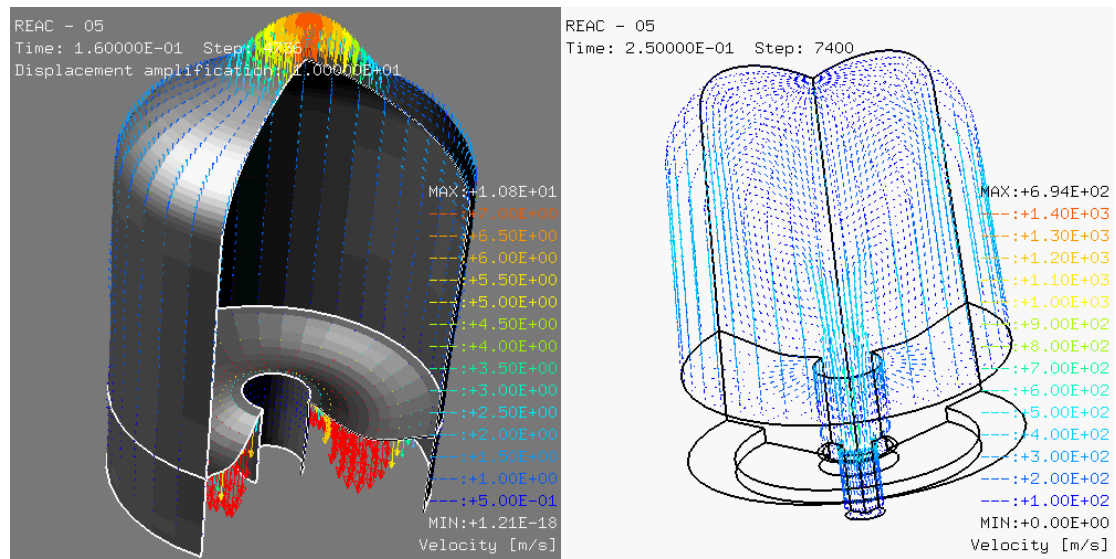 REAC - 05
Time: 1.60000E-01 Step: 4736
Displacement amplification: 1.00000E+01
MAX:+1.08E+01
---:+7.00E+00
---:+6.50E+00
---:+6.00E+00
---:+5.50E+00
---:+5.00E+00
---:+4.50E+00
---:+4.00E+00
---:+3.50E+00
---:+3.00E+00
---:+2.50E+00
---:+2.00E+00
---:+1.50E+00
---:+1.00E+00
---:+5.00E-01
MIN:+1.21E-18
Velocity [m/s]
REAC - 05
Time: 2.50000E-01 Step: 7400
MAX:+6.94E+02
---:+1.40E+03
---:+1.30E+03
---:+1.20E+03
---:+1.10E+03
---:+1.00E+03
---:+9.00E+02
---:+8.00E+02
---:+7.00E+02
---:+6.00E+02
---:+5.00E+02
---:+4.00E+02
---:+3.00E+02
---:+2.00E+02
---:+1.00E+02
MIN:+0.00E+00
Velocity [m/s]